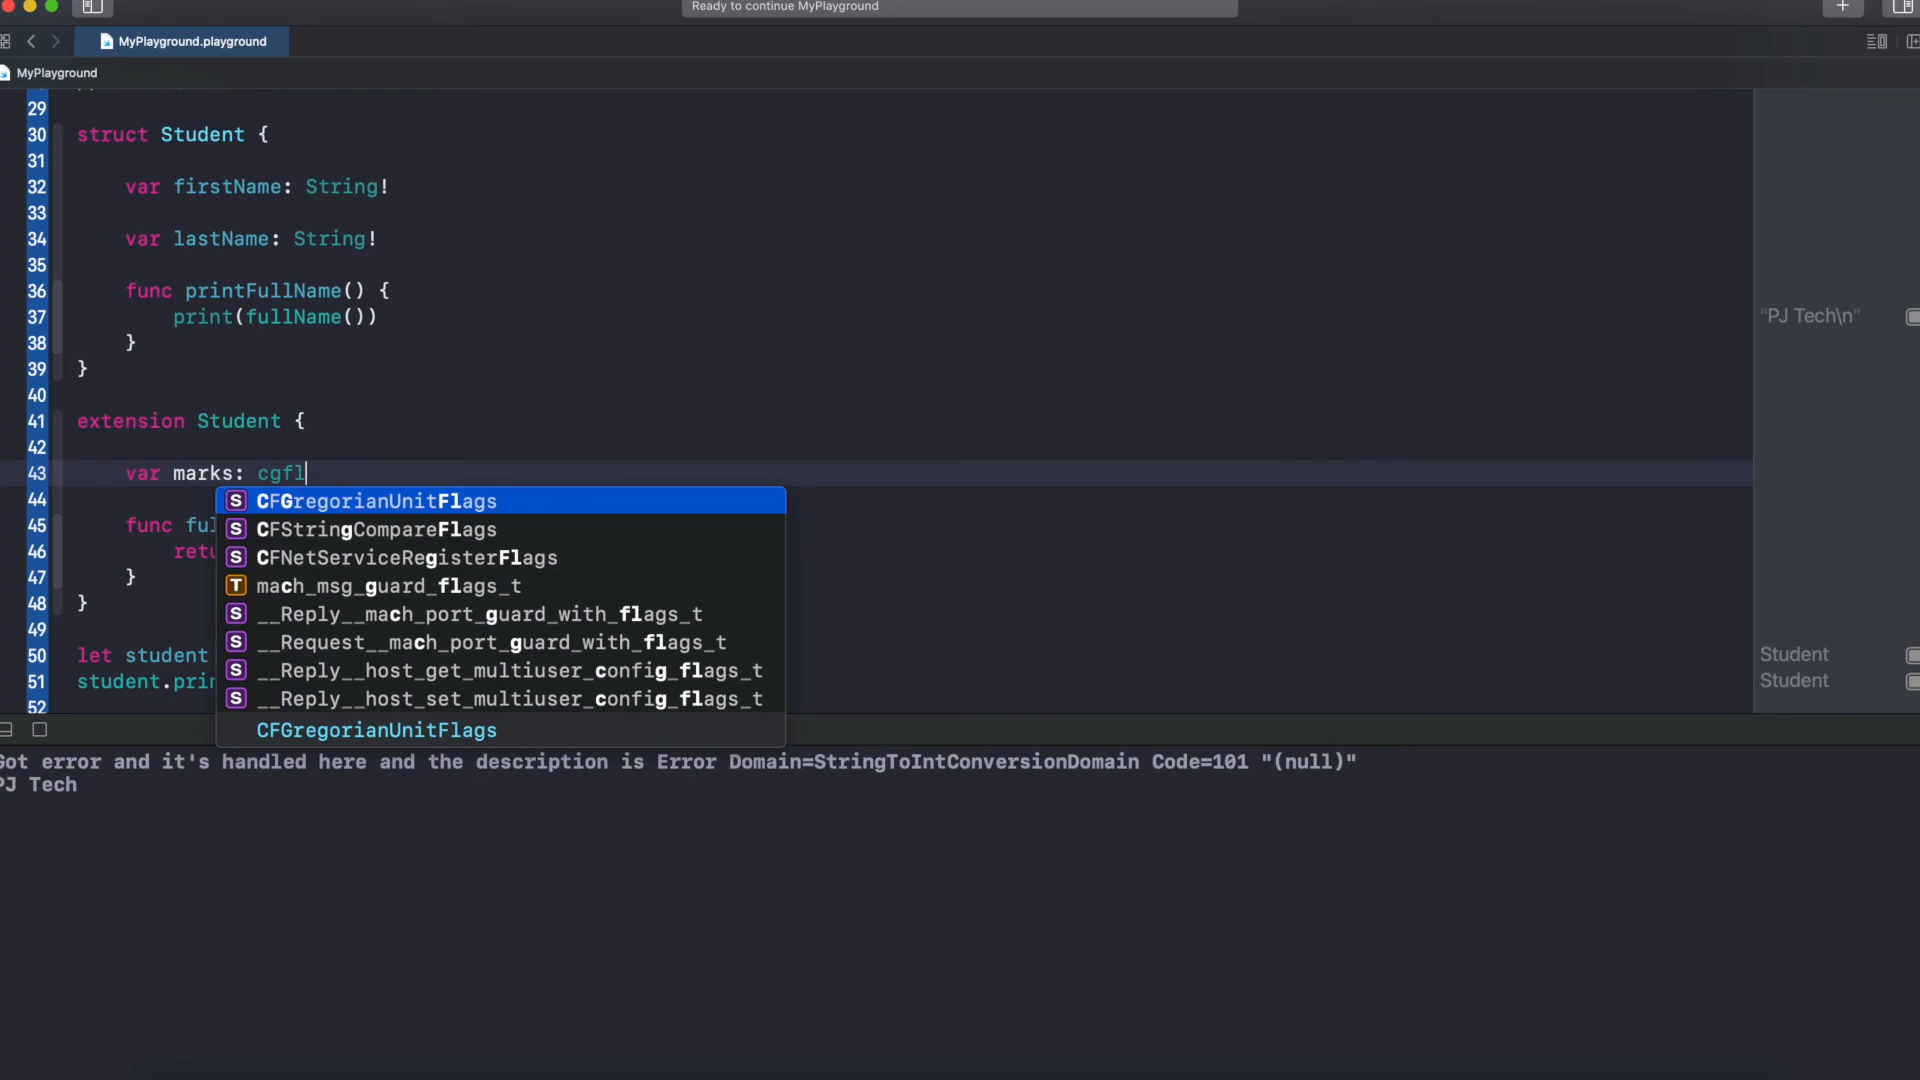 Ready to continue MyPlayground
MyPlayground.playground
MyPlayground
29
30 struct Student {
31
32 var firstName: String!
33
34 var lastName: String!
35
36 func printFullName() {
37 print(fullName()) "PJ Tech\n"
38 }
39 }
40
41 extension Student {
42
43 var marks: cgfl
44 CFGregorianUnitFlags
CFStringCompareFlags
45 func ful
46 retu CFNetServiceRegisterFlags
47 } mach_msg_guard_flags_t
48 } __Reply__mach_port_guard_with_flags_t
49 __Request__mach_port_guard_with_flags_t
50 let student __Reply__host_get_multiuser_config_flags_t Student
51 student.prin __Reply__host_set_multiuser_config_flags_t Student
52
CFGregorianUnitFlags
Got error and it's handled here and the description is Error Domain=StringToIntConversionDomain Code=101 "(null)"
PJ Tech